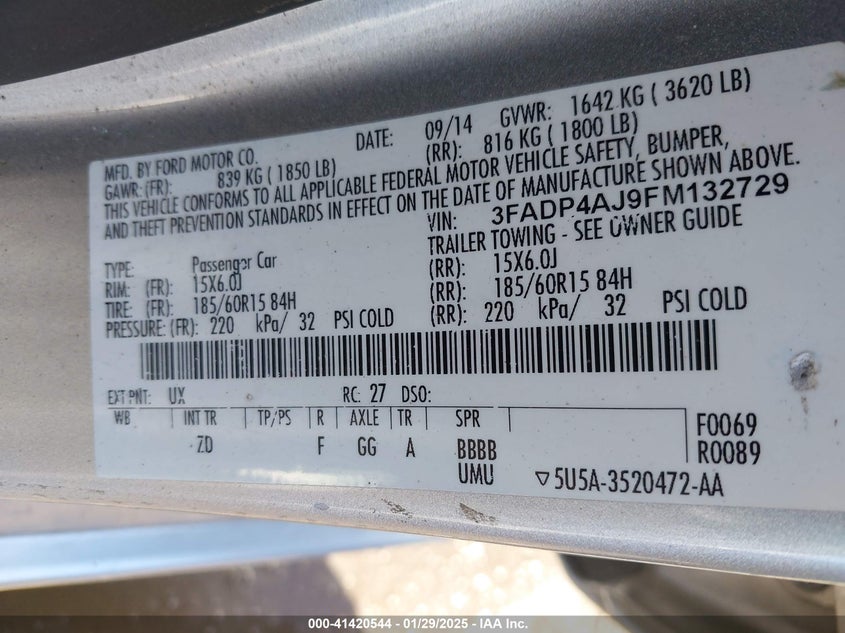 MFD. BY FORD MOTOR CO. DATE: 09/14 GVWR: 1642 KG ( 3620 LB)
GAWR: (FR): 839 KG ( 1850 LB) (RR): 816 KG ( 1800 LB)
THIS VEHICLE CONFORMS TO ALL APPLICABLE FEDERAL MOTOR VEHICLE SAFETY, BUMPER,
AND THEFT PREVENTION STANDARDS IN EFFECT ON THE DATE OF MANUFACTURE SHOWN ABOVE.
VIN: 3FADP4AJ9FM132729
TRAILER TOWING - SEE OWNER GUIDE
TYPE: Passenger Car
RIM: (FR): 15X6.0J (RR): 15X6.0J
TIRE: (FR): 185/60R15 84H (RR): 185/60R15 84H
PRESSURE: (FR): 220 kPa/ 32 PSI COLD (RR): 220 kPa/ 32 PSI COLD
EXT PNT: UX RC: 27 DSO:
WB INT TR TP/PS R AXLE TR SPR F0069
ZD F GG A BBBB R0089
UMU ▽5U5A-3520472-AA
000-41420544 - 01/29/2025 - IAA Inc.